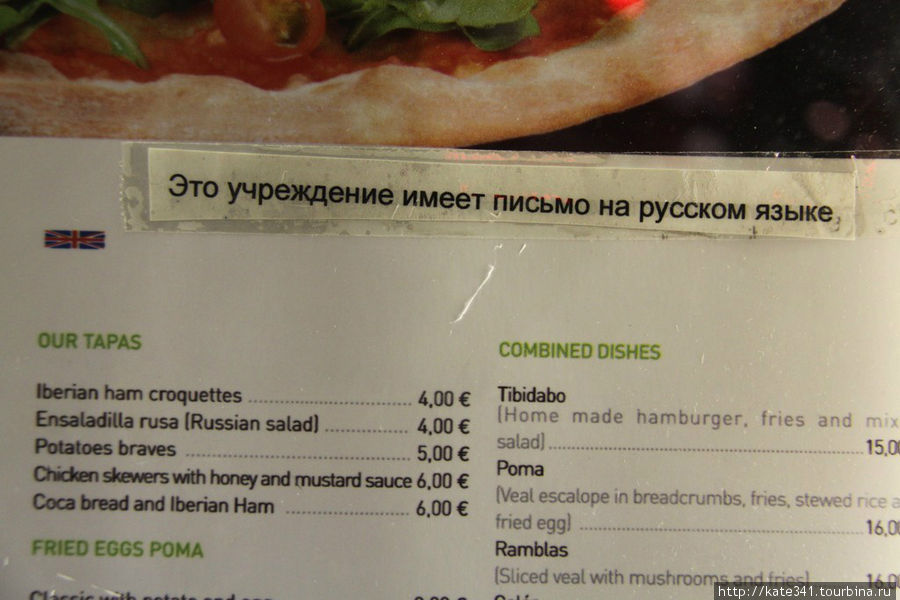 Это учреждение имеет письмо на русском языке
OUR TAPAS
Iberian ham croquettes 4,00 €
Ensaladilla rusa (Russian salad) 4,00 €
Potatoes braves 5,00 €
Chicken skewers with honey and mustard sauce 6,00 €
Coca bread and Iberian Ham 6,00 €
FRIED EGGS POMA
COMBINED DISHES
Tibidabo
(Home made hamburger, fries and mix
salad) 15,00
Poma
(Veal escalope in breadcrumbs, fries, stewed rice a
fried egg) 16,00
Ramblas
(Sliced veal with mushrooms and fries) 16,0
http://kate341.tourbina.ru